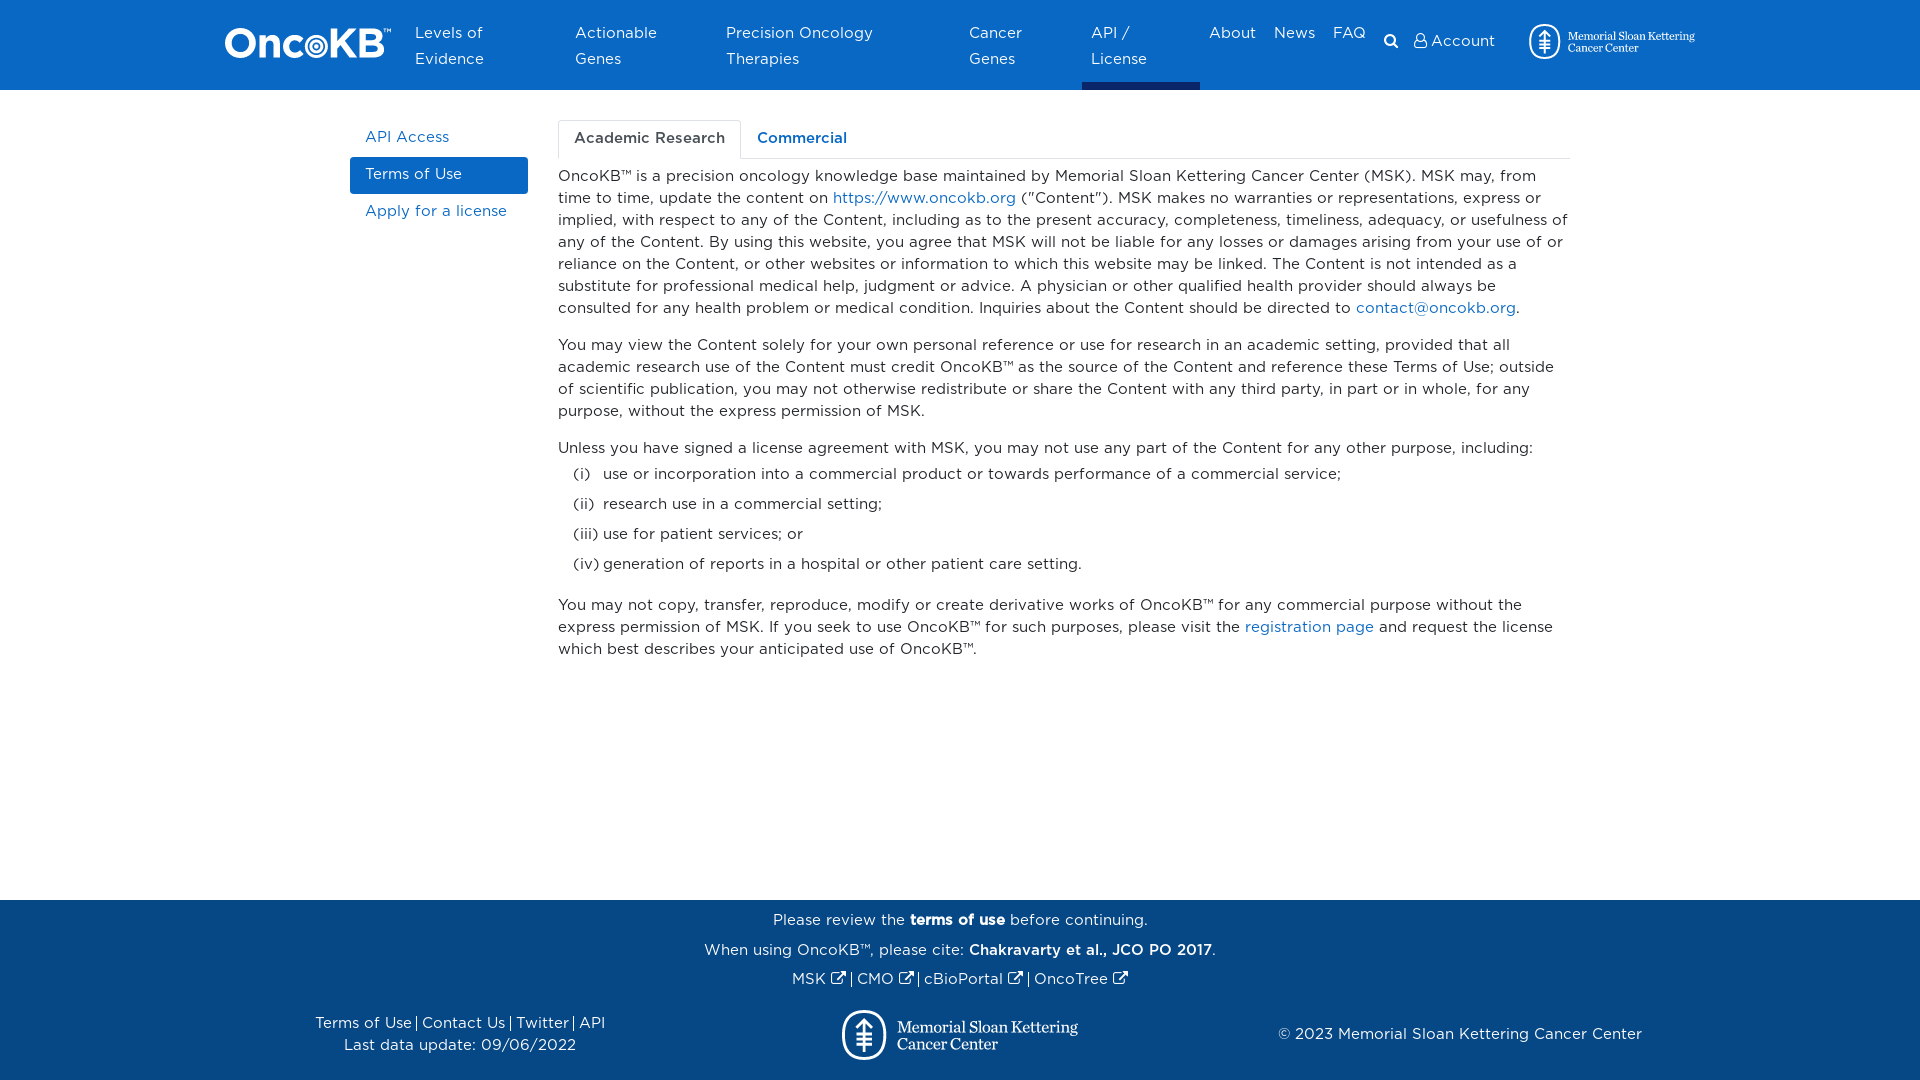 OncoKB™
Levels of
Evidence
Actionable
Genes
Precision Oncology
Therapies
Cancer
Genes
API /
License
About
News
FAQ
Account
Memorial Sloan Kettering
Cancer Center
API Access
Terms of Use
Apply for a license
Academic Research
Commercial
OncoKB™ is a precision oncology knowledge base maintained by Memorial Sloan Kettering Cancer Center (MSK). MSK may, from
time to time, update the content on https://www.oncokb.org ("Content"). MSK makes no warranties or representations, express or
implied, with respect to any of the Content, including as to the present accuracy, completeness, timeliness, adequacy, or usefulness of
any of the Content. By using this website, you agree that MSK will not be liable for any losses or damages arising from your use of or
reliance on the Content, or other websites or information to which this website may be linked. The Content is not intended as a
substitute for professional medical help, judgment or advice. A physician or other qualified health provider should always be
consulted for any health problem or medical condition. Inquiries about the Content should be directed to contact@oncokb.org.
You may view the Content solely for your own personal reference or use for research in an academic setting, provided that all
academic research use of the Content must credit OncoKB™ as the source of the Content and reference these Terms of Use; outside
of scientific publication, you may not otherwise redistribute or share the Content with any third party, in part or in whole, for any
purpose, without the express permission of MSK.
Unless you have signed a license agreement with MSK, you may not use any part of the Content for any other purpose, including:
(i) use or incorporation into a commercial product or towards performance of a commercial service;
(ii) research use in a commercial setting;
(iii) use for patient services; or
(iv) generation of reports in a hospital or other patient care setting.
You may not copy, transfer, reproduce, modify or create derivative works of OncoKB™ for any commercial purpose without the
express permission of MSK. If you seek to use OncoKB™ for such purposes, please visit the registration page and request the license
which best describes your anticipated use of OncoKB™.
Please review the terms of use before continuing.
When using OncoKB™, please cite: Chakravarty et al., JCO PO 2017.
MSK | CMO | cBioPortal | OncoTree
Terms of Use | Contact Us | Twitter | API
Last data update: 09/06/2022
Memorial Sloan Kettering
Cancer Center
© 2023 Memorial Sloan Kettering Cancer Center